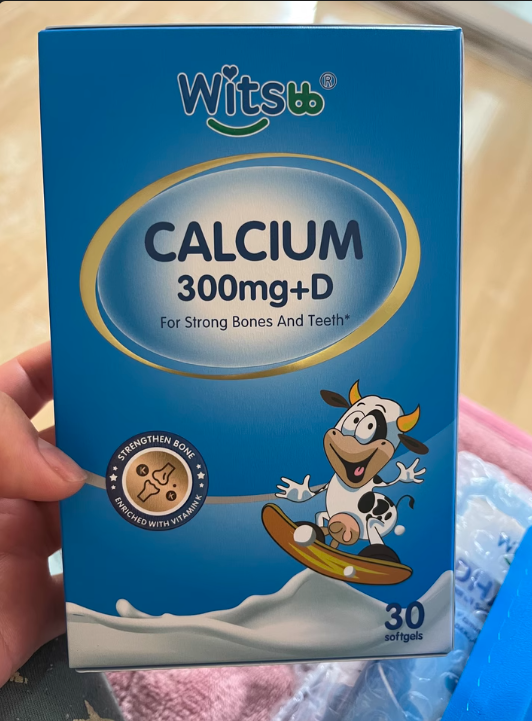 Witsbb®
CALCIUM
300mg+D
For Strong Bones And Teeth*
STRENGTHEN BONE
ENRICHED WITH VITAMIN K
30
softgels